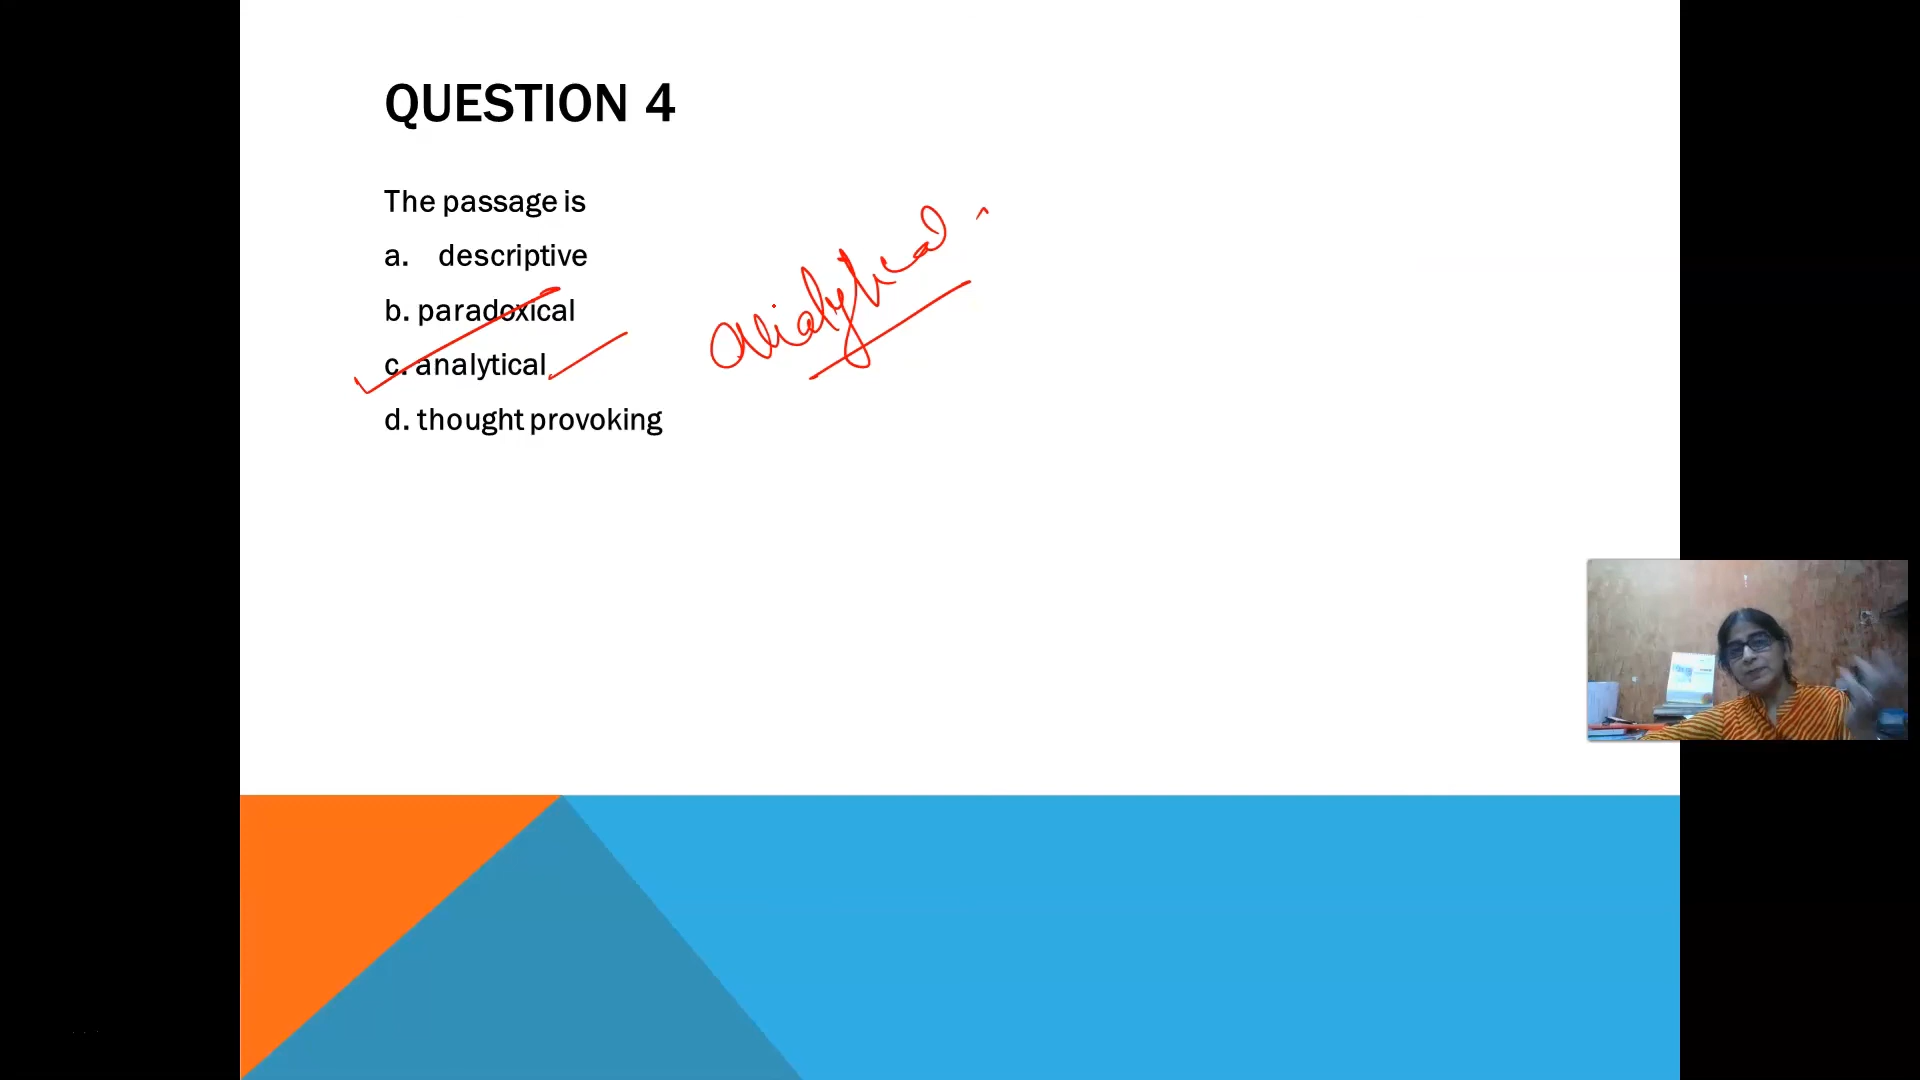 QUESTION 4
The passage is
a. descriptive
b. paradoxical
c. analytical
d. thought provoking
analytical